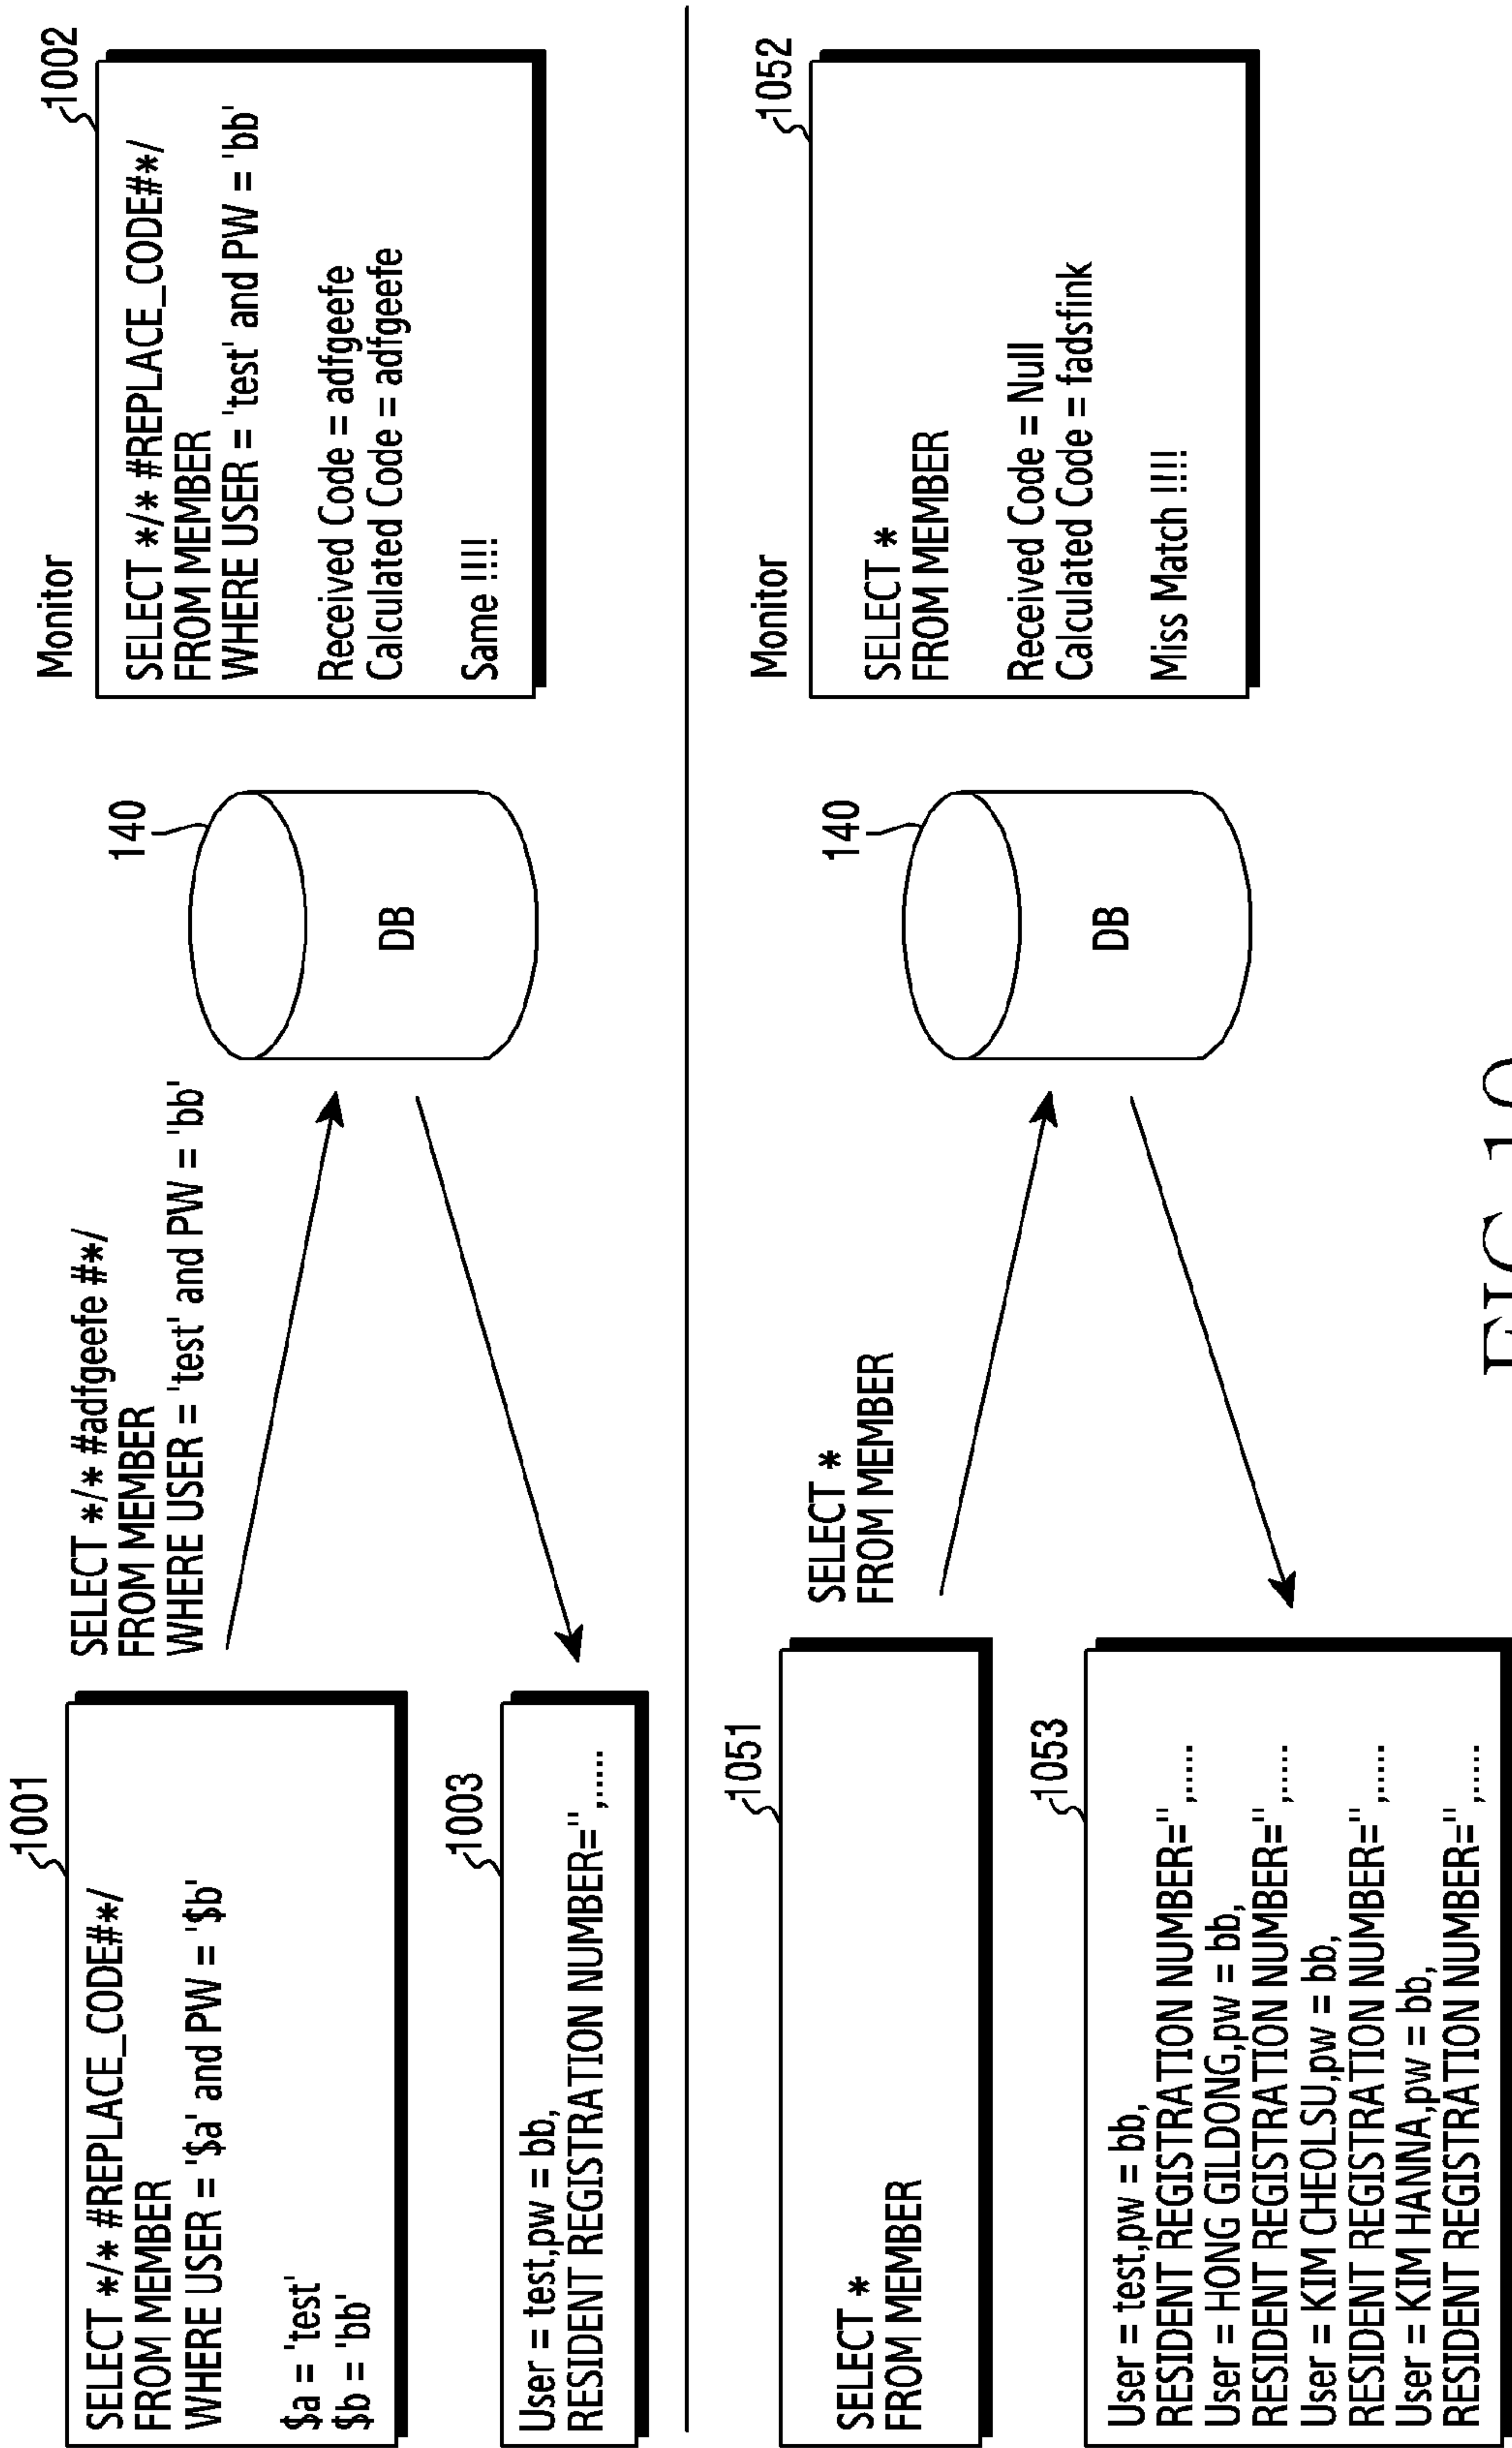 1001
SELECT */* #REPLACE_CODE#*/
FROM MEMBER
WHERE USER = '$a' and PW = '$b'
$a = 'test'
$b = 'bb'
SELECT */* #adfgeefe #*/
FROM MEMBER
WHERE USER = 'test' and PW = 'bb'
140
DB
Monitor
1002
SELECT */* #REPLACE_CODE#*/
FROM MEMBER
WHERE USER = 'test' and PW = 'bb'
Received Code = adfgeefe
Calculated Code = adfgeefe
Same !!!!
1003
User = test,pw = bb,
RESIDENT REGISTRATION NUMBER='',.....
1051
SELECT *
FROM MEMBER
SELECT *
FROM MEMBER
140
DB
Monitor
1052
SELECT *
FROM MEMBER
Received Code = Null
Calculated Code = fadsfink
Miss Match !!!!
1053
User = test,pw = bb,
RESIDENT REGISTRATION NUMBER='',.....
User = HONG GILDONG,pw = bb,
RESIDENT REGISTRATION NUMBER='',.....
User = KIM CHEOLSU,pw = bb,
RESIDENT REGISTRATION NUMBER='',.....
User = KIM HANNA,pw = bb,
RESIDENT REGISTRATION NUMBER='',.....
FIG.10